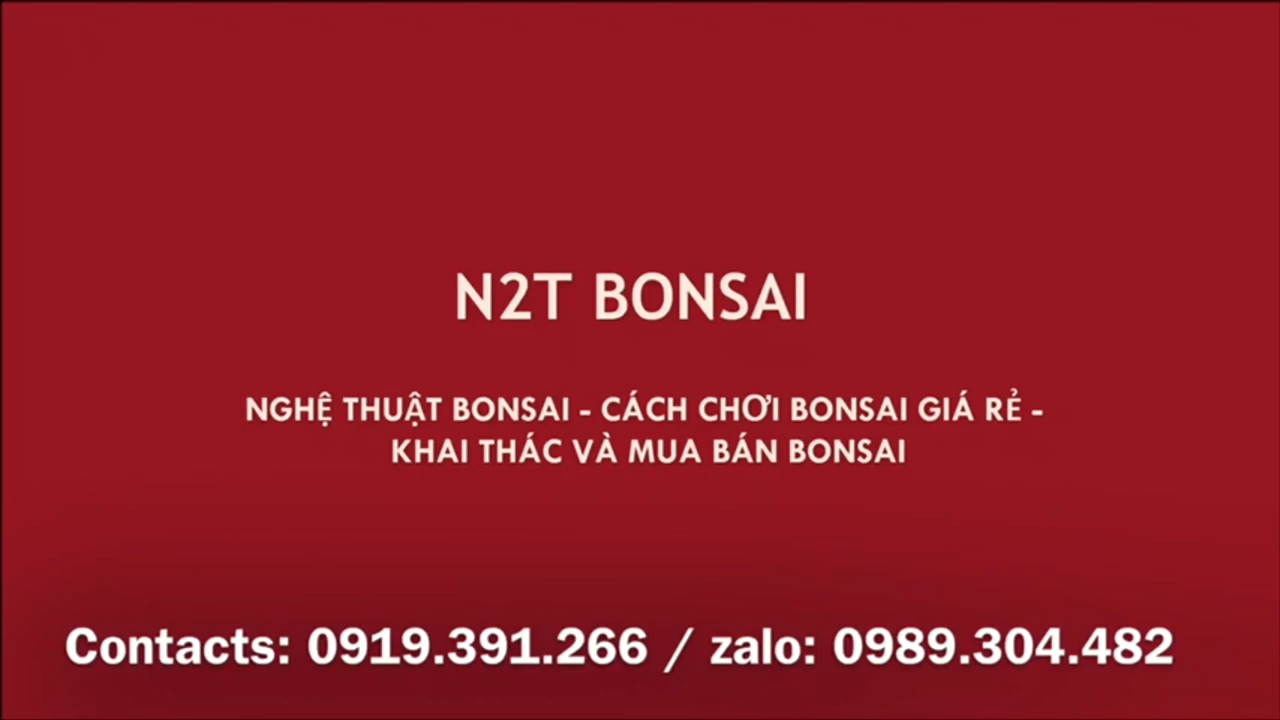 N2T BONSAI
NGHỆ THUẬT BONSAI - CÁCH CHƠI BONSAI GIÁ RẺ -
KHAI THÁC VÀ MUA BÁN BONSAI
Contacts: 0919.391.266 / zalo: 0989.304.482